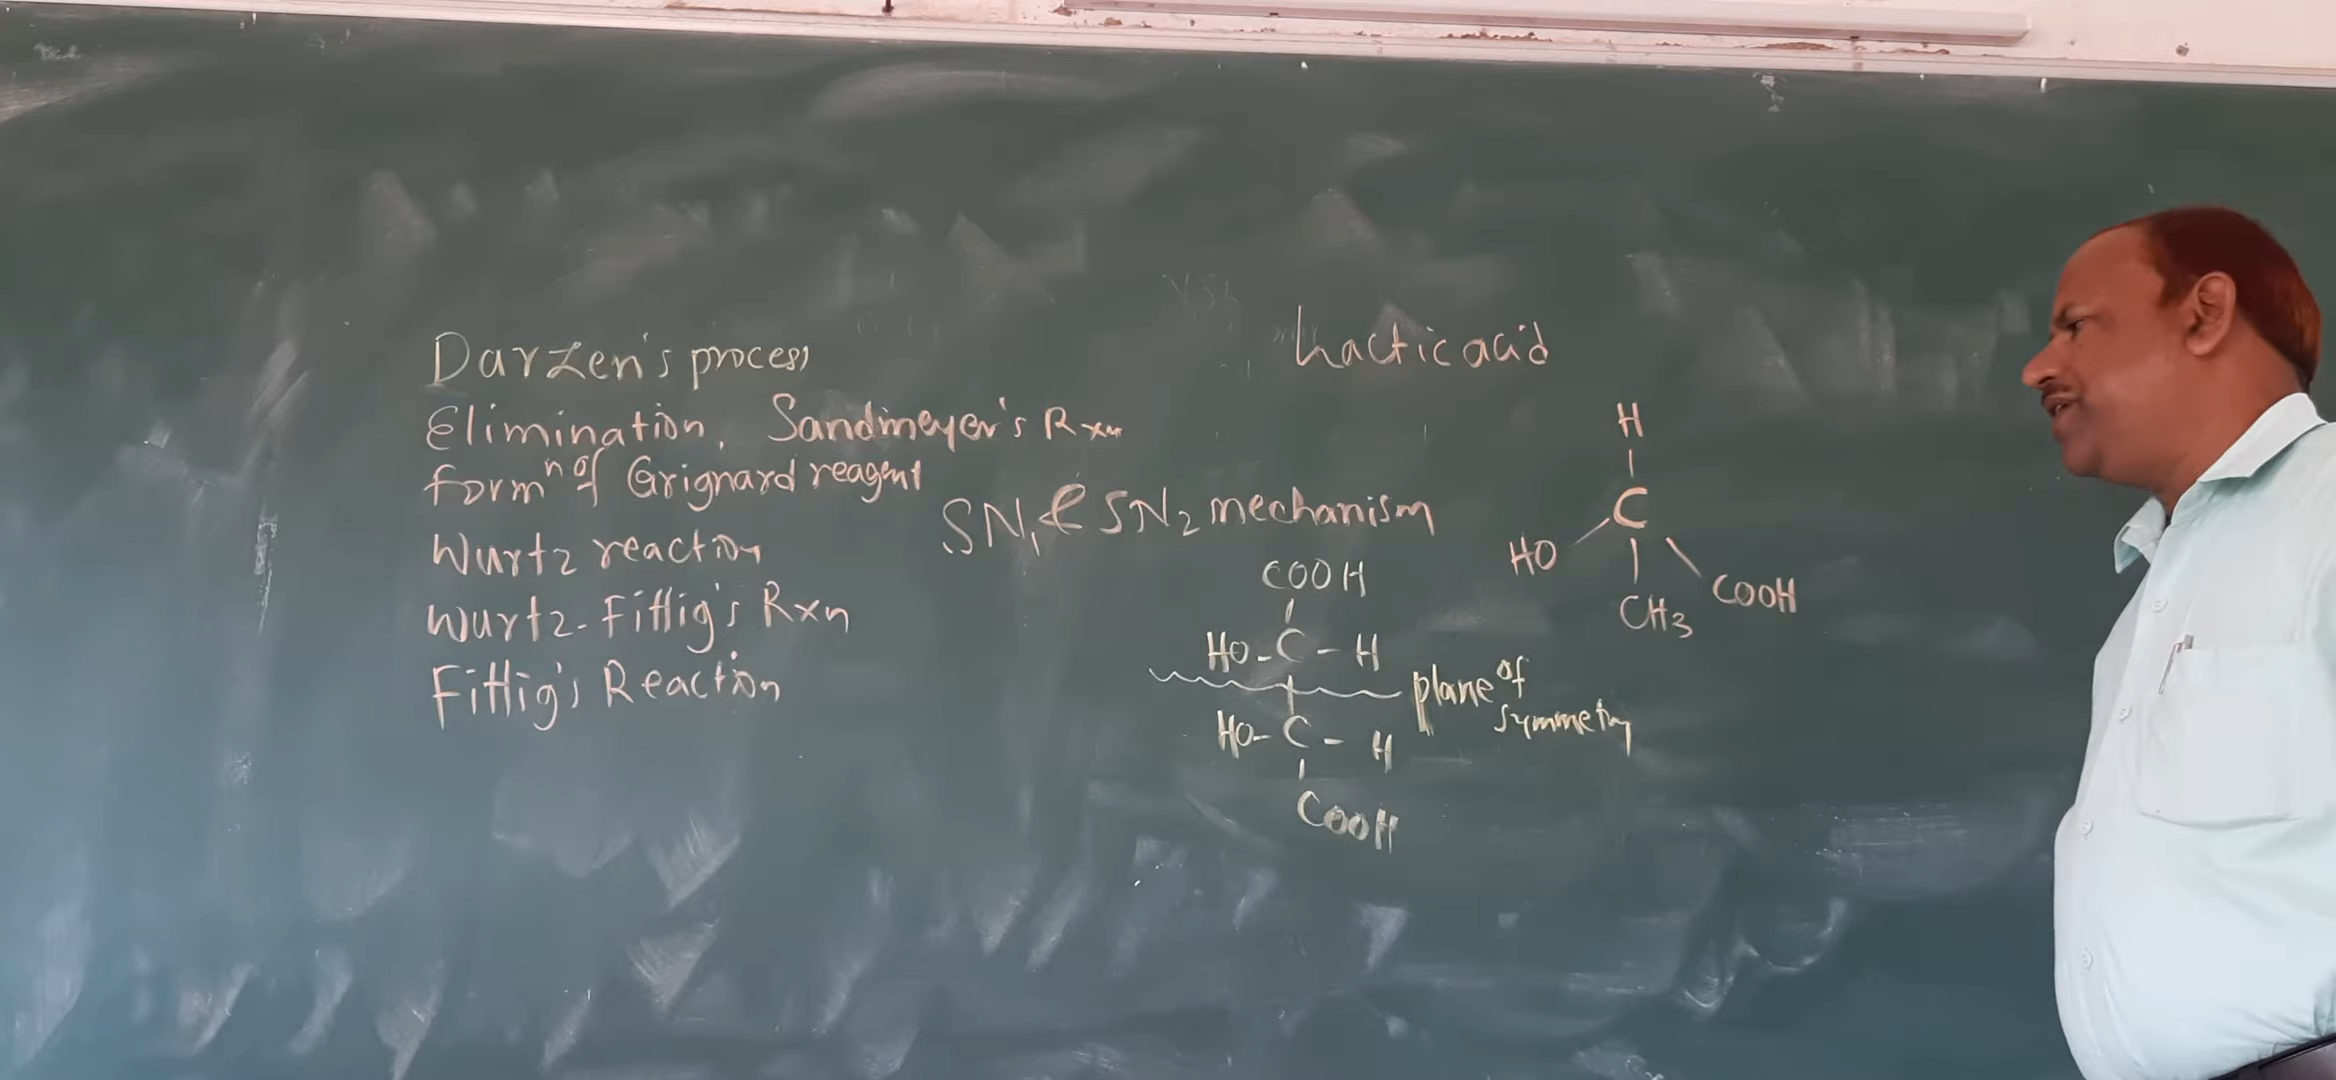 Darzen's process
Elimination, Sandmeyer's Rxn
formⁿ of Grignard reagent
Wurtz reaction
Wurtz-Fittig's Rxn
Fittig's Reaction
SN₁ & SN₂ mechanism
COOH
HO-C-H
plane of
symmetry
HO-C-H
COOH
Lactic acid
H
C
HO
CH₃
COOH